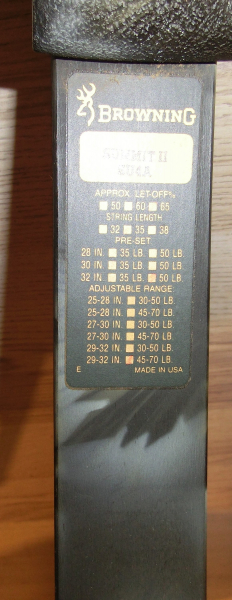 BROWNING
SUMMIT II
APPROX. LET-OFF%
50 60 65
STRING LENGTH
32 35 38
PRE-SET
28 IN. 35 LB. 50 LB.
30 IN. 35 LB. 50 LB.
32 IN. 35 LB. 50 LB.
ADJUSTABLE RANGE
25-28 IN. 30-50 LB.
25-28 IN. 45-70 LB.
27-30 IN. 30-50 LB.
27-30 IN. 45-70 LB.
29-32 IN. 30-50 LB.
29-32 IN. 45-70 LB.
E MADE IN USA